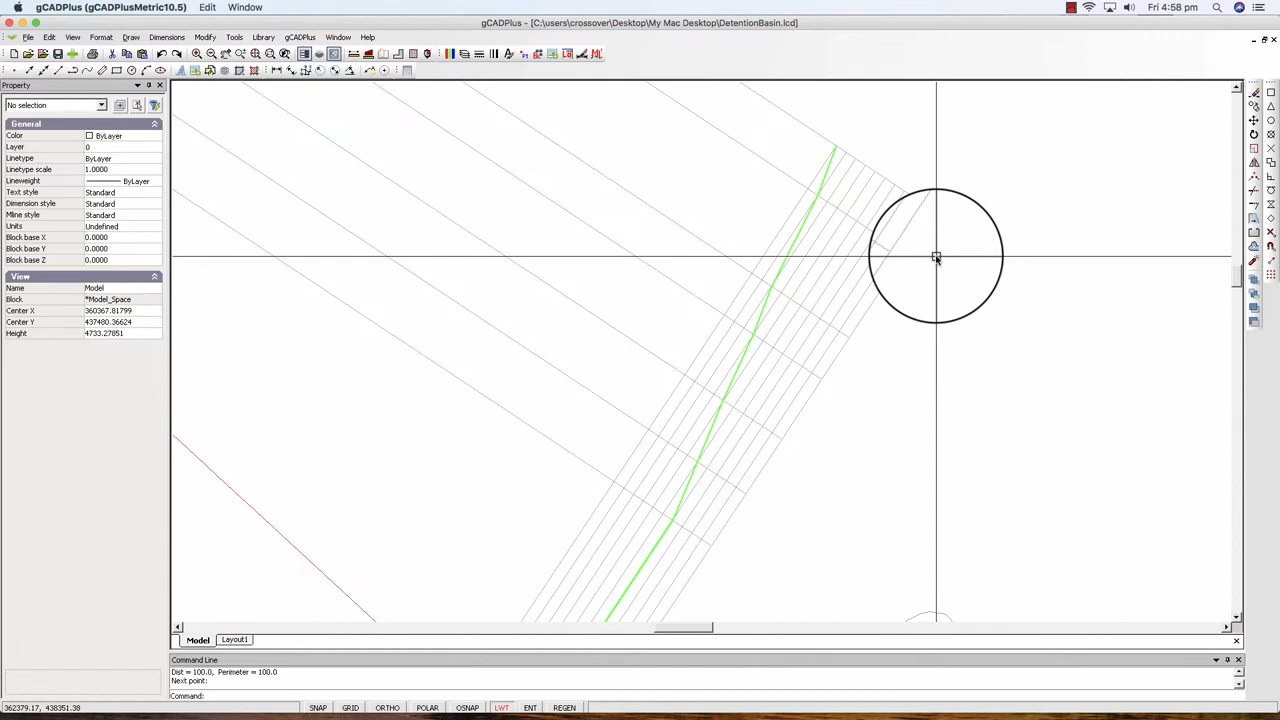 gCADPlus (gCADPlusMetric10.5) Edit Window Fri 4:58 pm
gCADPlus - [C:\users\crossover\Desktop\My Mac Desktop\DetentionBasin.lcd]
File Edit View Format Draw Dimensions Modify Tools Library gCADPlus Window Help
Property
No selection
General
Color ByLayer
Layer 0
Linetype ByLayer
Linetype scale 1.0000
Lineweight ByLayer
Text style Standard
Dimension style Standard
Mline style Standard
Units Undefined
Block base X 0.0000
Block base Y 0.0000
Block base Z 0.0000
View
Name Model
Block *Model_Space
Center X 360367.81799
Center Y 437480.36624
Height 4733.27851
Model Layout1
Command Line
Dist = 100.0, Perimeter = 100.0
Next point:
Command:
362379.17, 438351.38 SNAP GRID ORTHO POLAR OSNAP LWT ENT REGEN